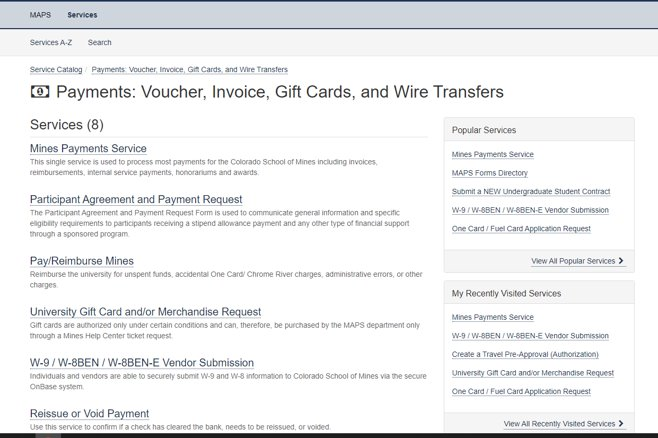 MAPS Services
Services A-Z Search
Service Catalog / Payments: Voucher, Invoice, Gift Cards, and Wire Transfers
Payments: Voucher, Invoice, Gift Cards, and Wire Transfers
Services (8)
Mines Payments Service
This single service is used to process most payments for the Colorado School of Mines including invoices,
reimbursements, internal service payments, honorariums and awards.
Participant Agreement and Payment Request
The Participant Agreement and Payment Request Form is used to communicate general information and specific
eligibility requirements to participants receiving a stipend allowance payment and any other type of financial support
through a sponsored program.
Pay/Reimburse Mines
Reimburse the university for unspent funds, accidental One Card/ Chrome River charges, administrative errors, or other
charges.
University Gift Card and/or Merchandise Request
Gift cards are authorized only under certain conditions and can, therefore, be purchased by the MAPS department only
through a Mines Help Center ticket request.
W-9 / W-8BEN / W-8BEN-E Vendor Submission
Individuals and vendors are able to securely submit W-9 and W-8 information to Colorado School of Mines via the secure
OnBase system.
Reissue or Void Payment
Use this service to confirm if a check has cleared the bank, needs to be reissued, or voided.
Popular Services
Mines Payments Service
MAPS Forms Directory
Submit a NEW Undergraduate Student Contract
W-9 / W-8BEN / W-8BEN-E Vendor Submission
One Card / Fuel Card Application Request
View All Popular Services
My Recently Visited Services
Mines Payments Service
W-9 / W-8BEN / W-8BEN-E Vendor Submission
Create a Travel Pre-Approval (Authorization)
University Gift Card and/or Merchandise Request
One Card / Fuel Card Application Request
View All Recently Visited Services